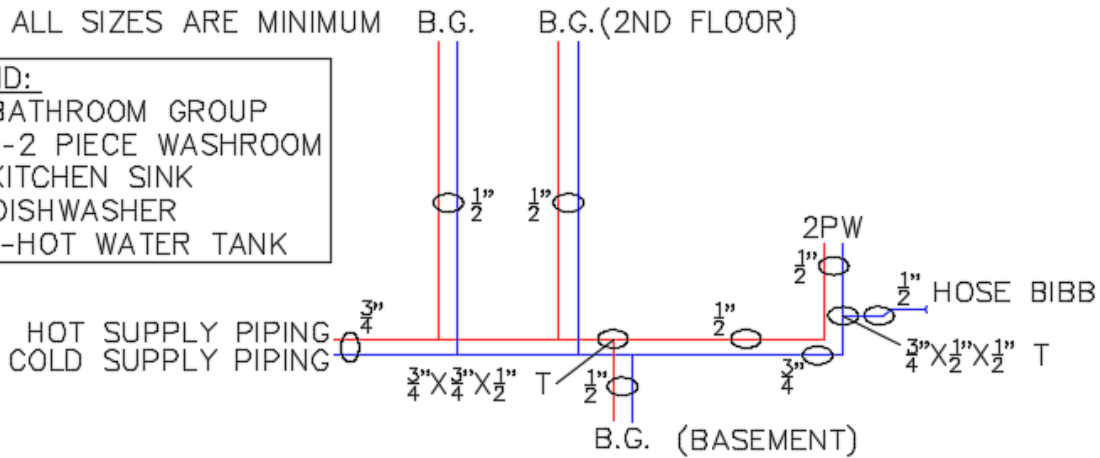 ALL SIZES ARE MINIMUM
B.G.
B.G.(2ND FLOOR)
ND:
BATHROOM GROUP
-2 PIECE WASHROOM
KITCHEN SINK
DISHWASHER
-HOT WATER TANK
1/2"
1/2"
2PW
1/2"
1/2" HOSE BIBB
3/4"
HOT SUPPLY PIPING
COLD SUPPLY PIPING
1/2"
3/4"X1/2"X1/2" T
3/4"X3/4"X1/2" T
1/2"
3/4"
B.G. (BASEMENT)